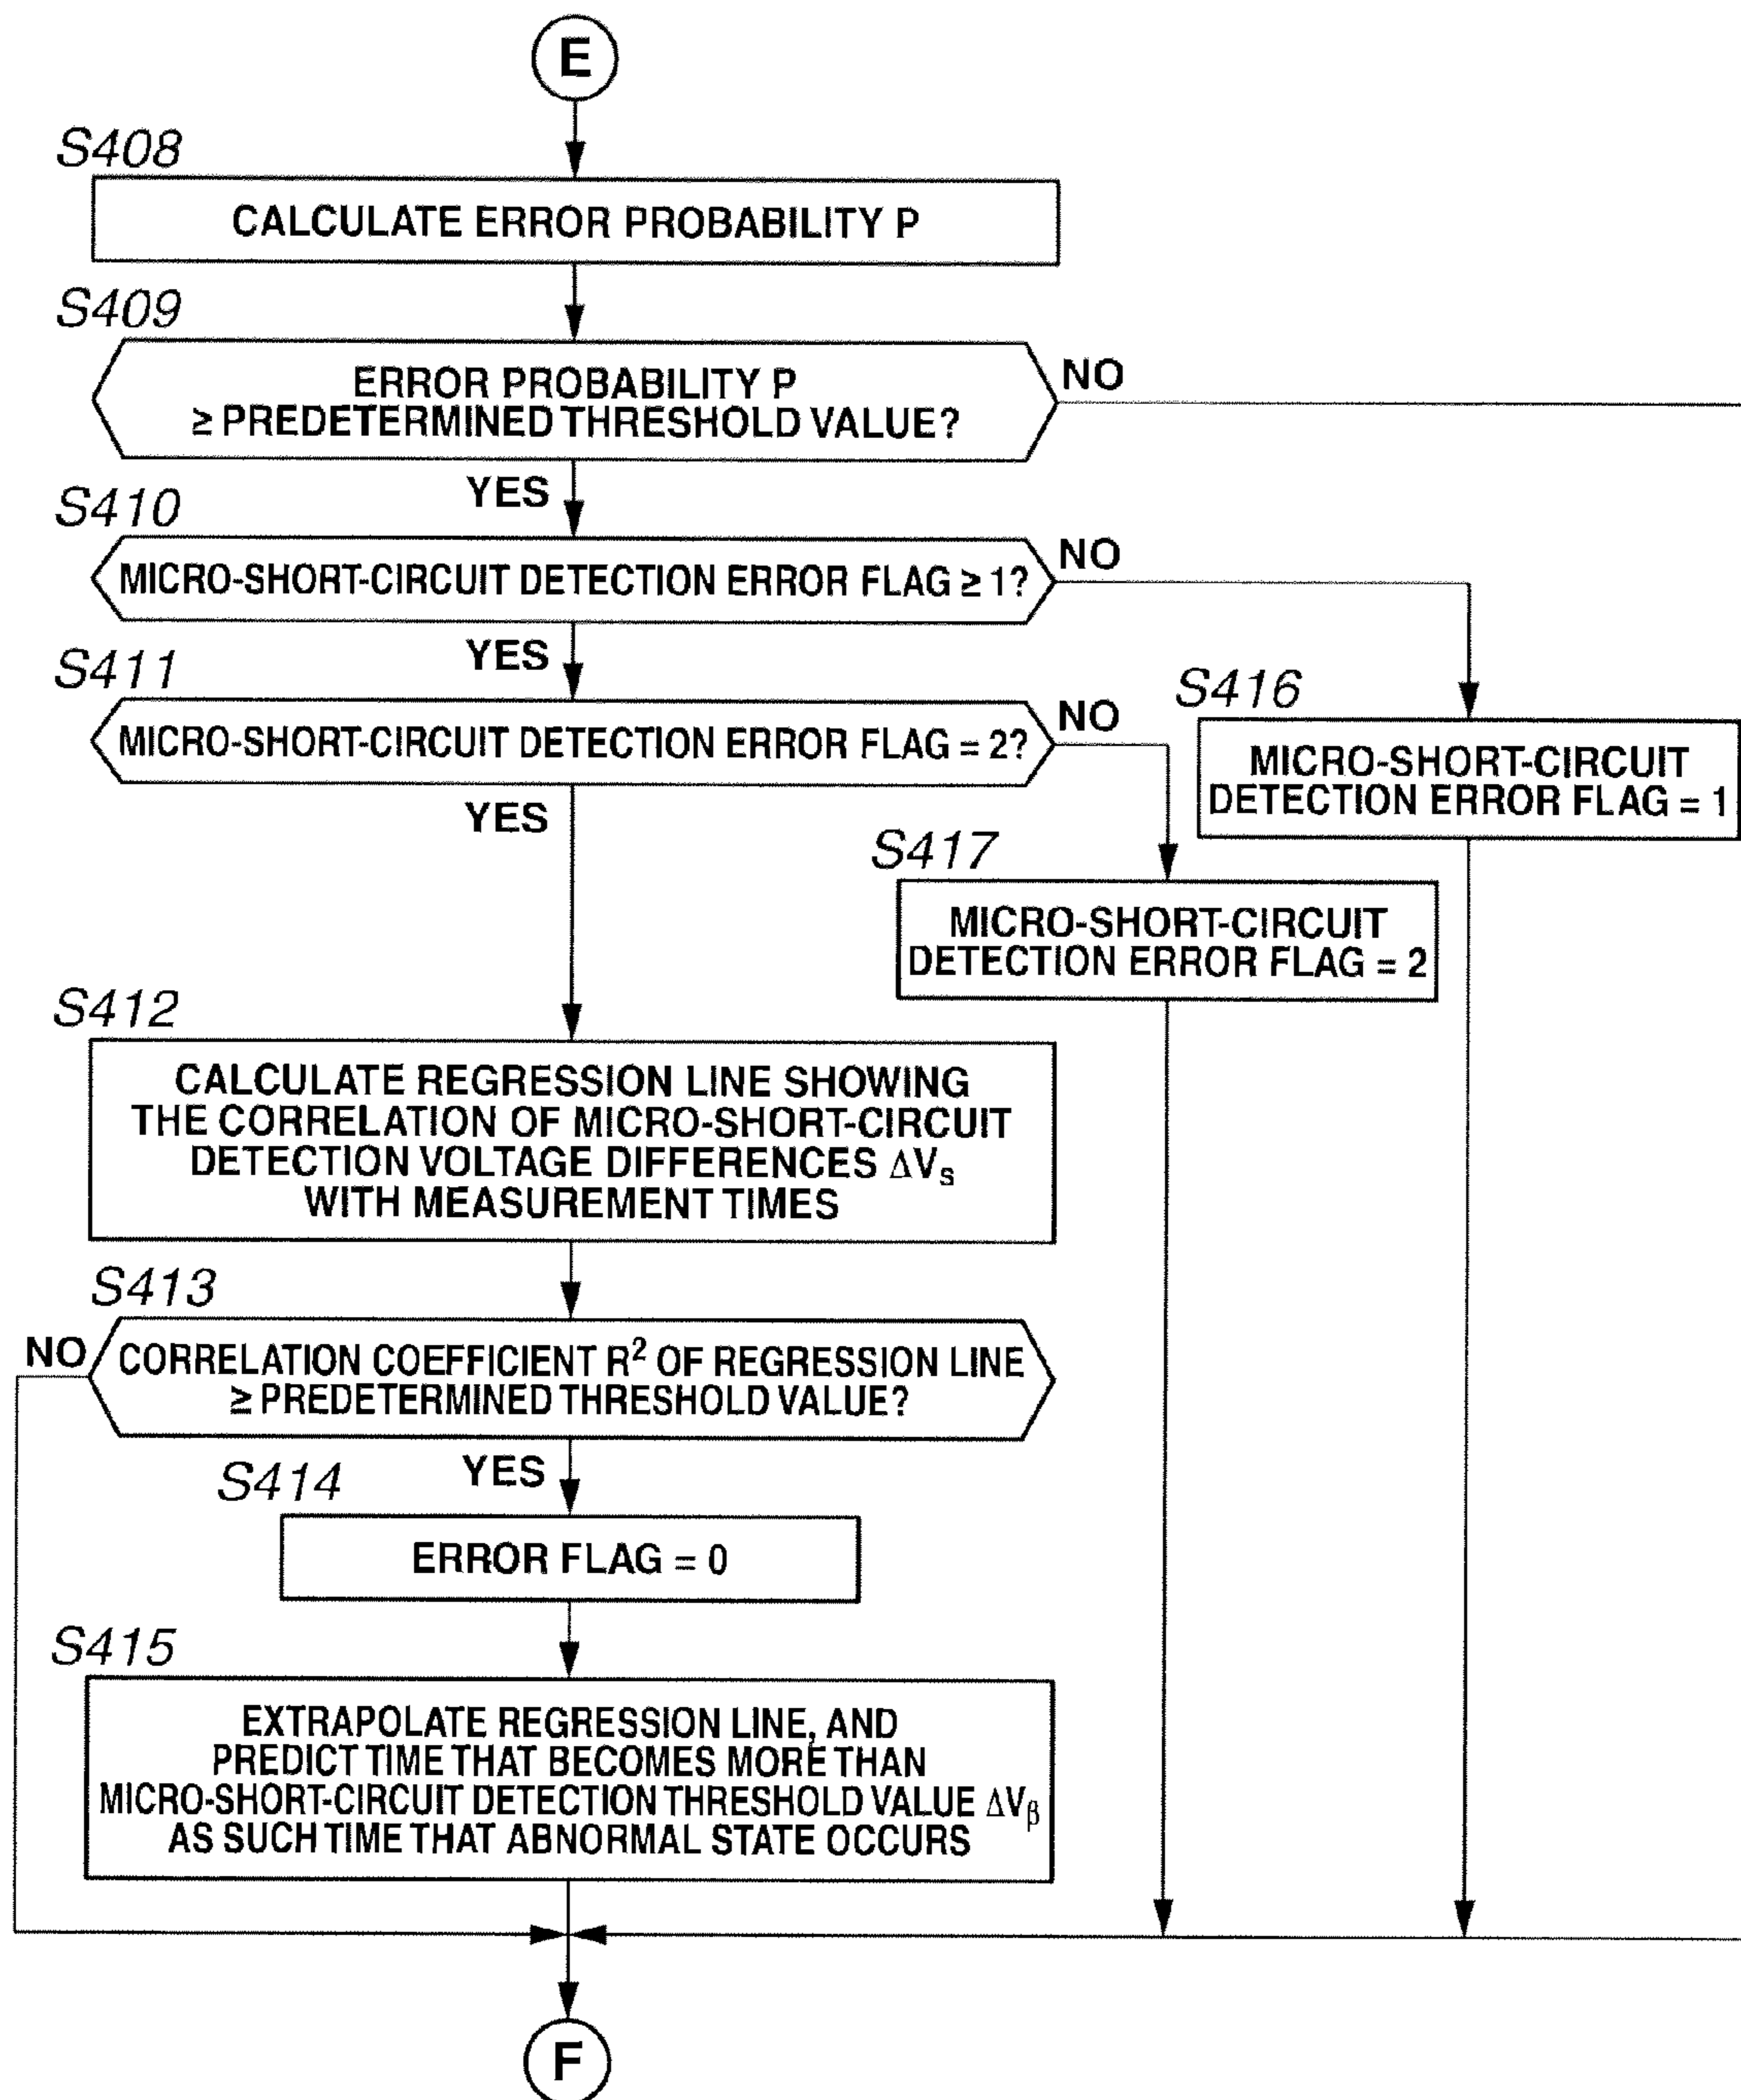 E
S408
CALCULATE ERROR PROBABILITY P
S409
ERROR PROBABILITY P
≥ PREDETERMINED THRESHOLD VALUE?
NO
YES
S410
MICRO-SHORT-CIRCUIT DETECTION ERROR FLAG ≥ 1?
NO
YES
S411
MICRO-SHORT-CIRCUIT DETECTION ERROR FLAG = 2?
NO
YES
S416
MICRO-SHORT-CIRCUIT
DETECTION ERROR FLAG = 1
S417
MICRO-SHORT-CIRCUIT
DETECTION ERROR FLAG = 2
S412
CALCULATE REGRESSION LINE SHOWING
THE CORRELATION OF MICRO-SHORT-CIRCUIT
DETECTION VOLTAGE DIFFERENCES ΔVs
WITH MEASUREMENT TIMES
S413
NO
CORRELATION COEFFICIENT R² OF REGRESSION LINE
≥ PREDETERMINED THRESHOLD VALUE?
YES
S414
ERROR FLAG = 0
S415
EXTRAPOLATE REGRESSION LINE, AND
PREDICT TIME THAT BECOMES MORE THAN
MICRO-SHORT-CIRCUIT DETECTION THRESHOLD VALUE ΔVβ
AS SUCH TIME THAT ABNORMAL STATE OCCURS
F